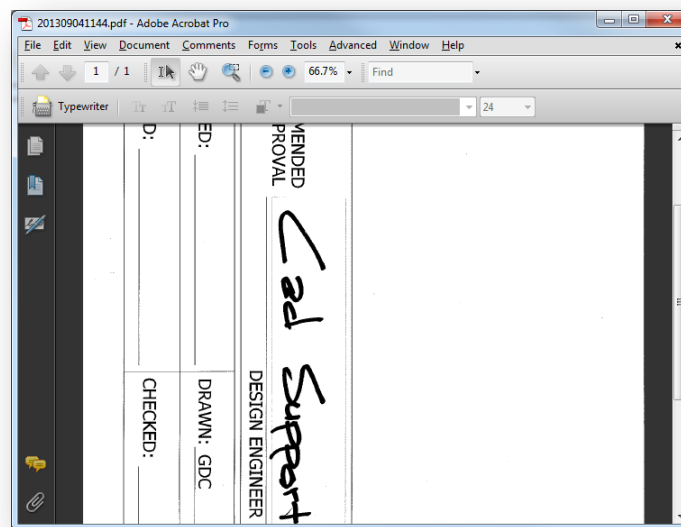 201309041144.pdf - Adobe Acrobat Pro
File Edit View Document Comments Forms Tools Advanced Window Help
1 / 1 66.7% Find
Typewriter 24
MENDED
PROVAL
Cad Support
DESIGN ENGINEER
ED:
DRAWN: GDC
D:
CHECKED: